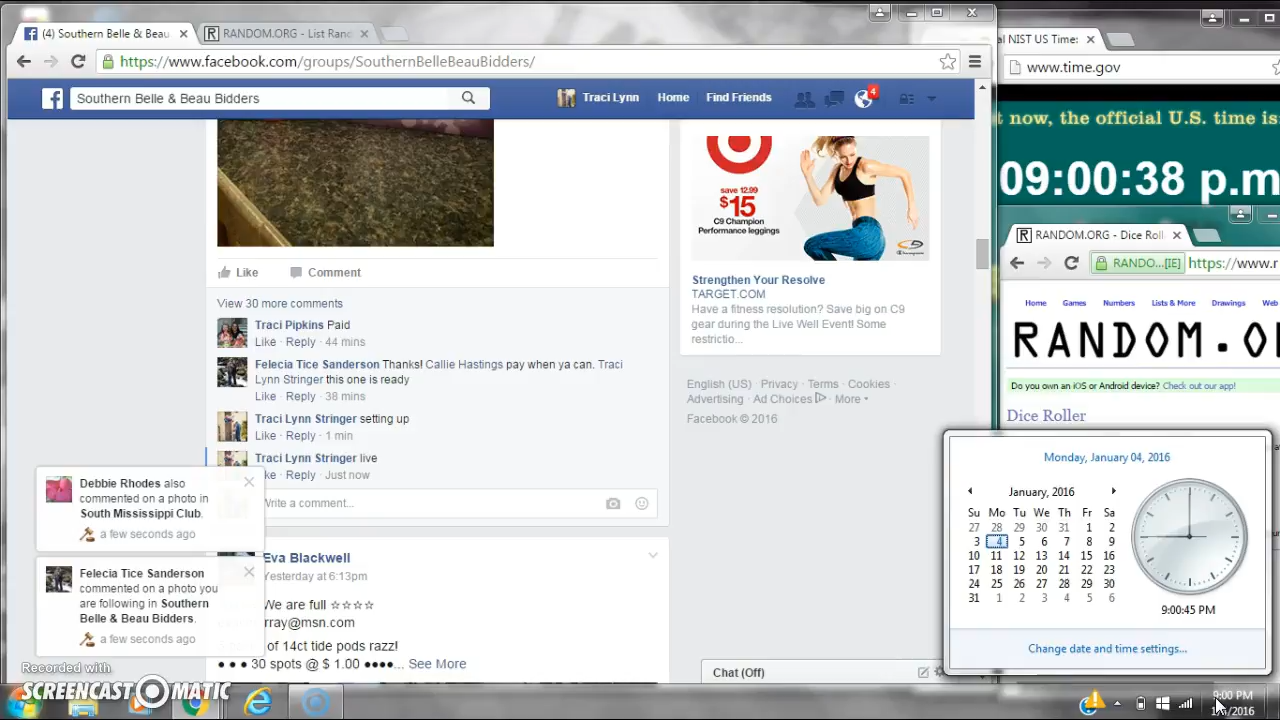 (4) Southern Belle & Beau
RANDOM.ORG - List Rand
https://www.facebook.com/groups/SouthernBelleBeauBidders/
Southern Belle & Beau Bidders
Traci Lynn
Home
Find Friends
4
save 12.99
$15
C9 Champion
Performance leggings
Like
Comment
View 30 more comments
Traci Pipkins Paid
Like · Reply · 44 mins
Felecia Tice Sanderson Thanks! Callie Hastings pay when ya can. Traci
Lynn Stringer this one is ready
Like · Reply · 38 mins
Traci Lynn Stringer setting up
Like · Reply · 1 min
Traci Lynn Stringer live
ike · Reply · Just now
Write a comment...
Eva Blackwell
Yesterday at 6:13pm
We are full ☆☆☆☆
rray@msn.com
of 14ct tide pods razz!
● ● ● 30 spots @ $ 1.00 ●●●●... See More
Strengthen Your Resolve
TARGET.COM
Have a fitness resolution? Save big on C9
gear during the Live Well Event! Some
restrictio...
English (US) · Privacy · Terms · Cookies ·
Advertising · Ad Choices · More
Facebook © 2016
Chat (Off)
Debbie Rhodes also
commented on a photo in
South Mississippi Club.
a few seconds ago
Felecia Tice Sanderson
commented on a photo you
are following in Southern
Belle & Beau Bidders.
a few seconds ago
Recorded with
SCREENCAST MATIC
al NIST US Time:
www.time.gov
t now, the official U.S. time is:
09:00:38 p.m
RANDOM.ORG - Dice Roll
RANDO...[IE]
https://www.r
Home
Games
Numbers
Lists & More
Drawings
Web
RANDOM.O
Do you own an iOS or Android device? Check out our app!
Dice Roller
Monday, January 04, 2016
January, 2016
Su Mo Tu We Th Fr Sa
27 28 29 30 31 1 2
3 4 5 6 7 8 9
10 11 12 13 14 15 16
17 18 19 20 21 22 23
24 25 26 27 28 29 30
31 1 2 3 4 5 6
9:00:45 PM
Change date and time settings...
9:00 PM